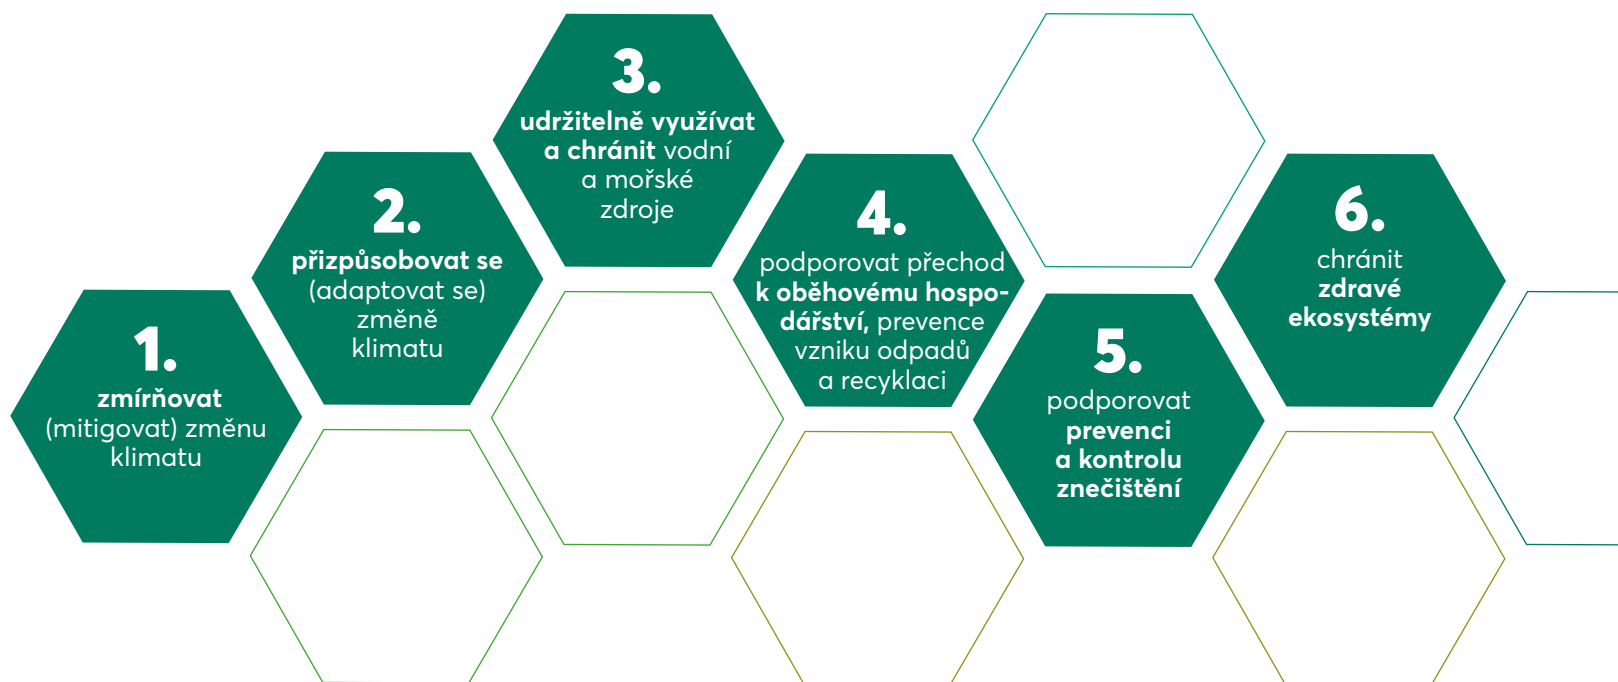 1.
zmírňovat
(mitigovat) změnu
klimatu
2.
přizpůsobovat se
(adaptovat se)
změně
klimatu
3.
udržitelně využívat
a chránit vodní
a mořské
zdroje
4.
podporovat přechod
k oběhovému hospo-
dářství, prevence
vzniku odpadů
a recyklaci
5.
podporovat
prevenci
a kontrolu
znečištění
6.
chránit
zdravé
ekosystémy